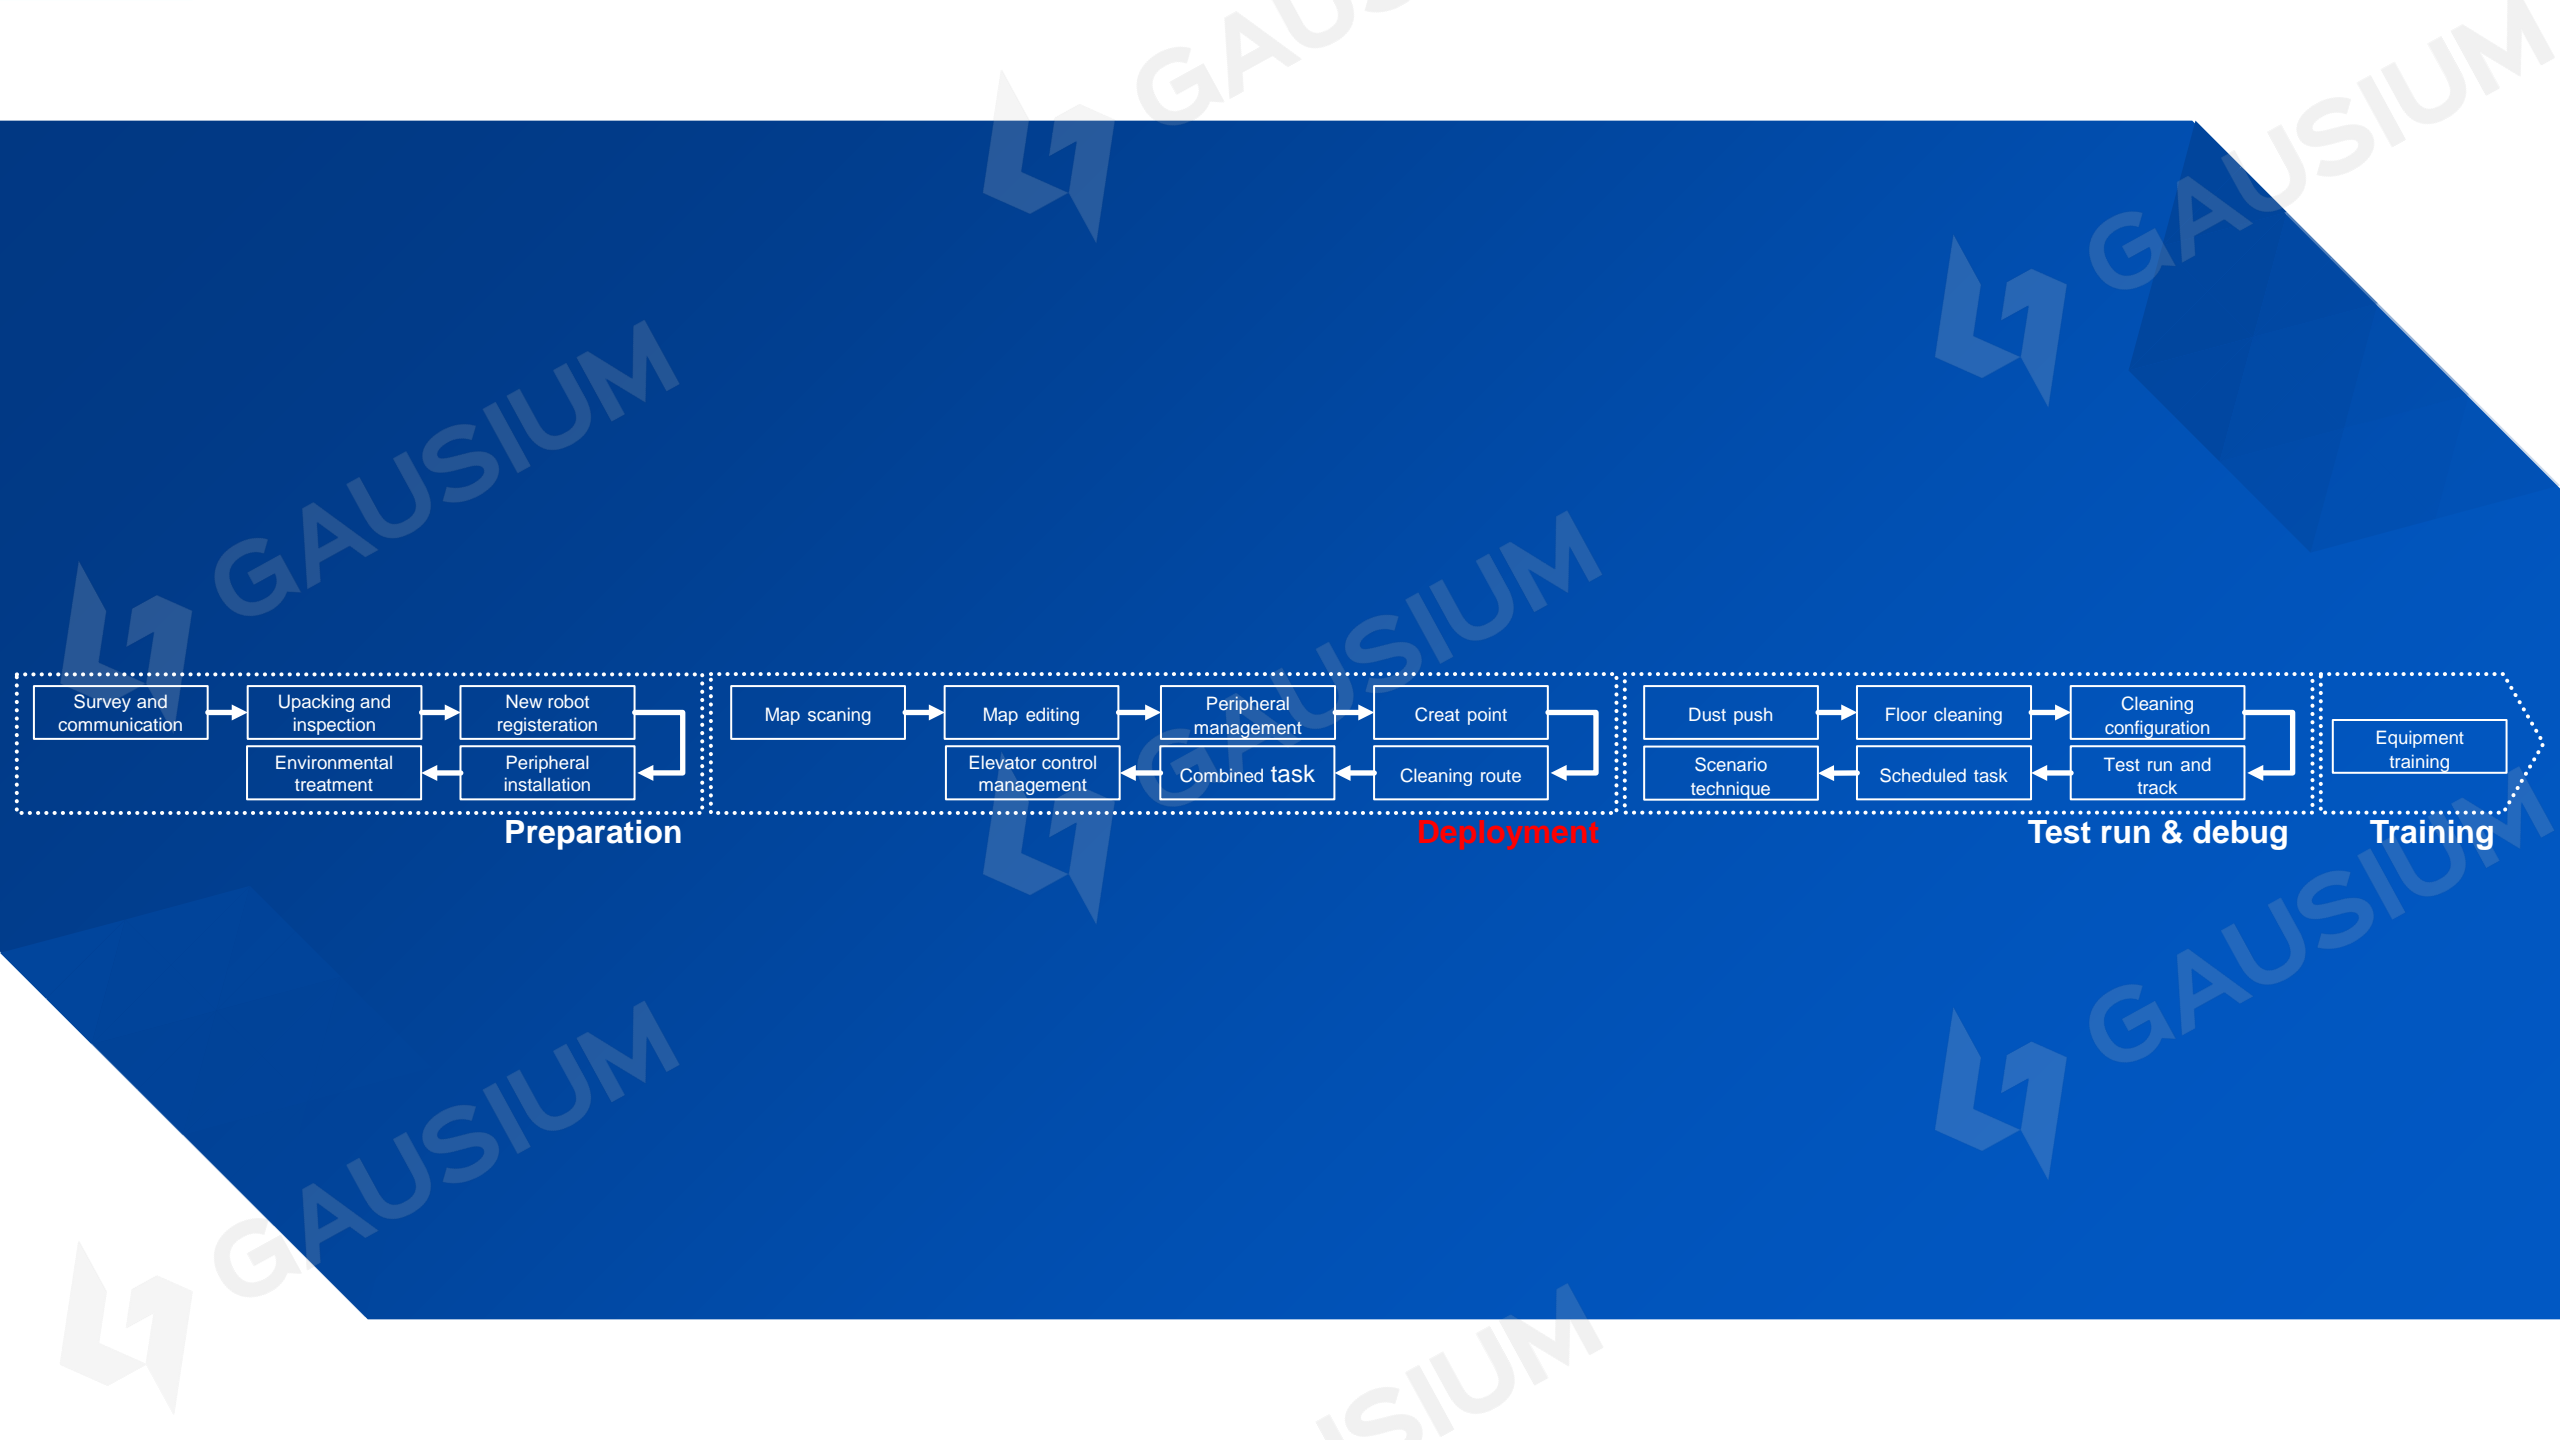 GAUSIUM
GAUSIUM
GAUSIUM
GAUSIUM
Survey and
communication
Upacking and
inspection
New robot
registeration
Peripheral
installation
Environmental
treatment
Preparation
Map scaning
Map editing
Peripheral
management
Creat point
Cleaning route
Combined task
Elevator control
management
Deployment
Dust push
Floor cleaning
Cleaning
configuration
Test run and
track
Scheduled task
Scenario
technique
Test run & debug
Equipment
training
Training
GAUSIUM
GAUSIUM
SIUM